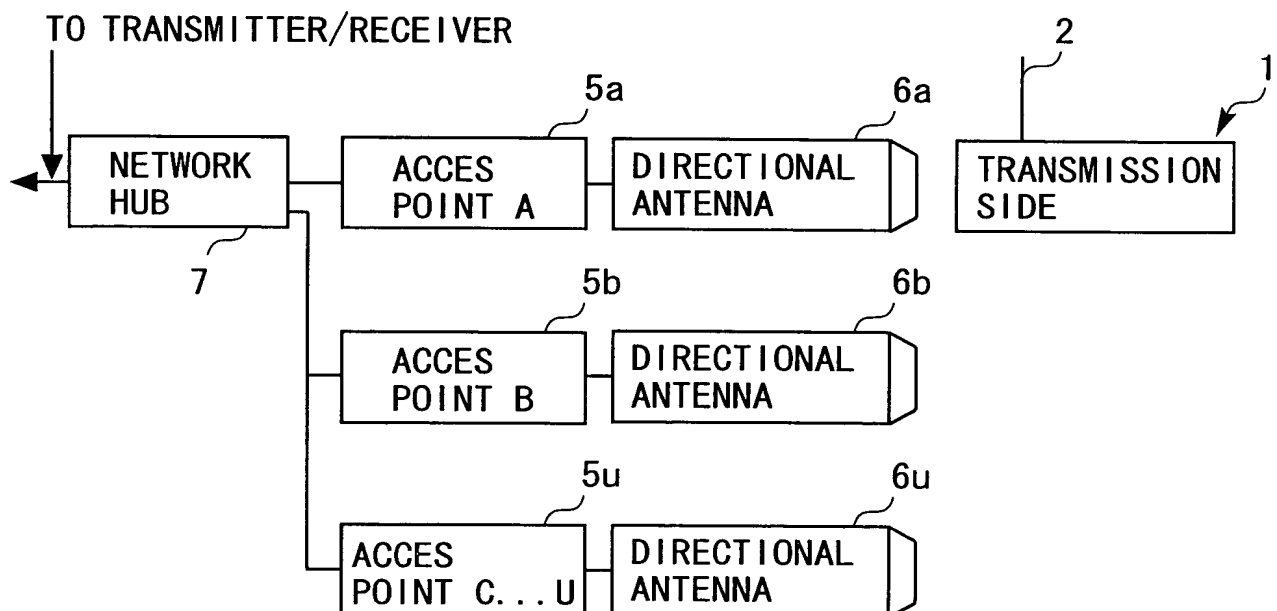 TO TRANSMITTER/RECEIVER
2
1
5a
6a
NETWORK
HUB
ACCES
POINT A
DIRECTIONAL
ANTENNA
TRANSMISSION
SIDE
7
5b
6b
ACCES
POINT B
DIRECTIONAL
ANTENNA
5u
6u
ACCES
POINT C...U
DIRECTIONAL
ANTENNA